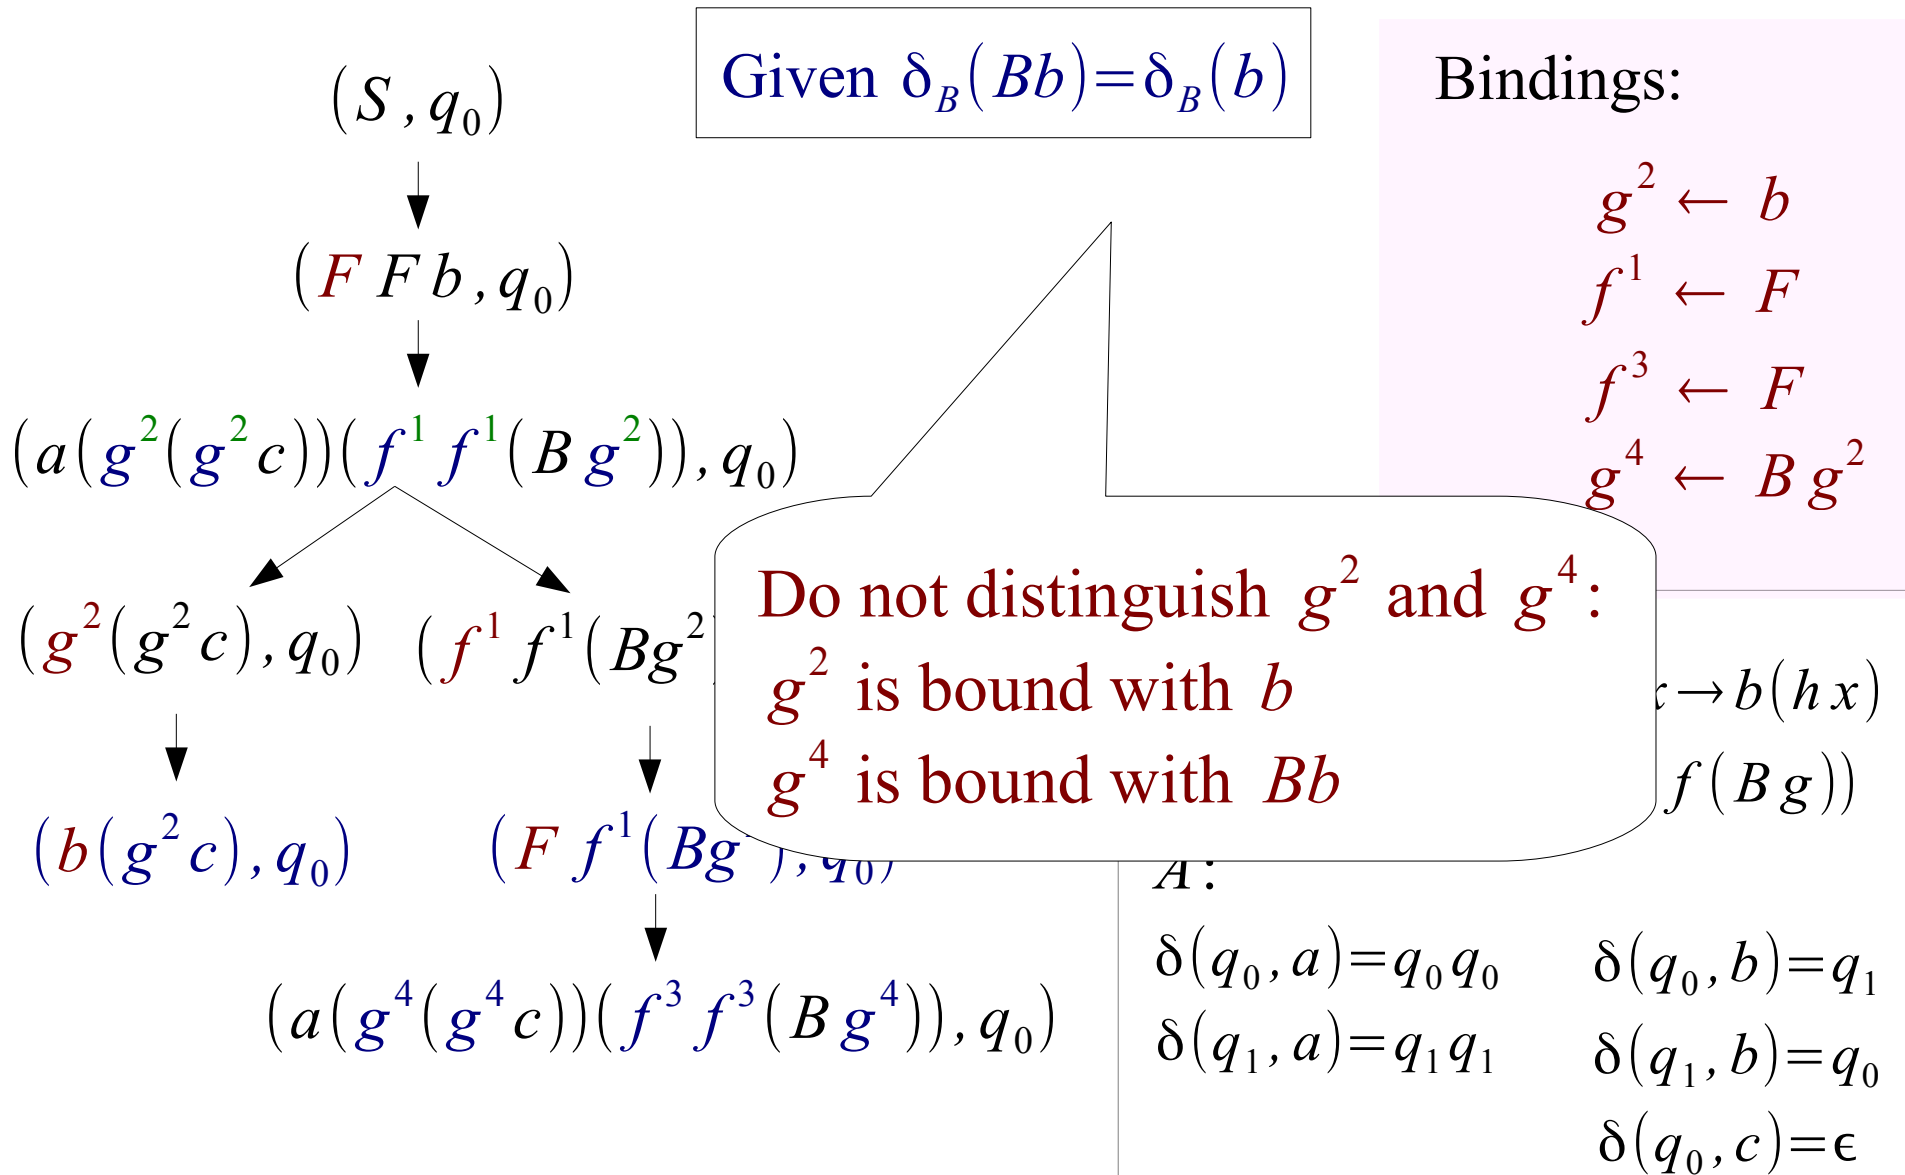 Given δ_B(Bb)=δ_B(b)
(S, q₀)
(F F b, q₀)
(a(g²(g² c))(f¹ f¹(B g²)), q₀)
(g²(g² c), q₀)
(f¹ f¹(Bg²
(b(g² c), q₀)
(F f¹(Bg ), q₀)
(a(g⁴(g⁴ c))(f³ f³(B g⁴)), q₀)
Bindings:
g² ← b
f¹ ← F
f³ ← F
g⁴ ← B g²
Do not distinguish g² and g⁴:
g² is bound with b
g⁴ is bound with Bb
x→b(h x)
f(B g))
A:
δ(q₀, a)=q₀ q₀
δ(q₀, b)=q₁
δ(q₁, a)=q₁ q₁
δ(q₁, b)=q₀
δ(q₀, c)=ϵ